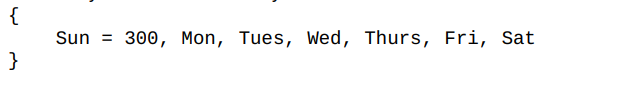 {
Sun = 300, Mon, Tues, Wed, Thurs, Fri, Sat
}